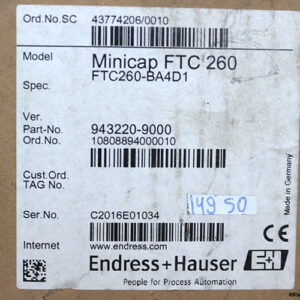 Ord.No.SC 43774206/0010
Model Minicap FTC 260
FTC260-BA4D1
Spec.
Ver.
Part-No. 943220-9000
Ord.No. 10808894000010
Cust.Ord.
TAG No.
Ser.No. C2016E01034
149 50
Internet www.endress.com
Endress+Hauser E+H
People for Process Automation
Made in Germany